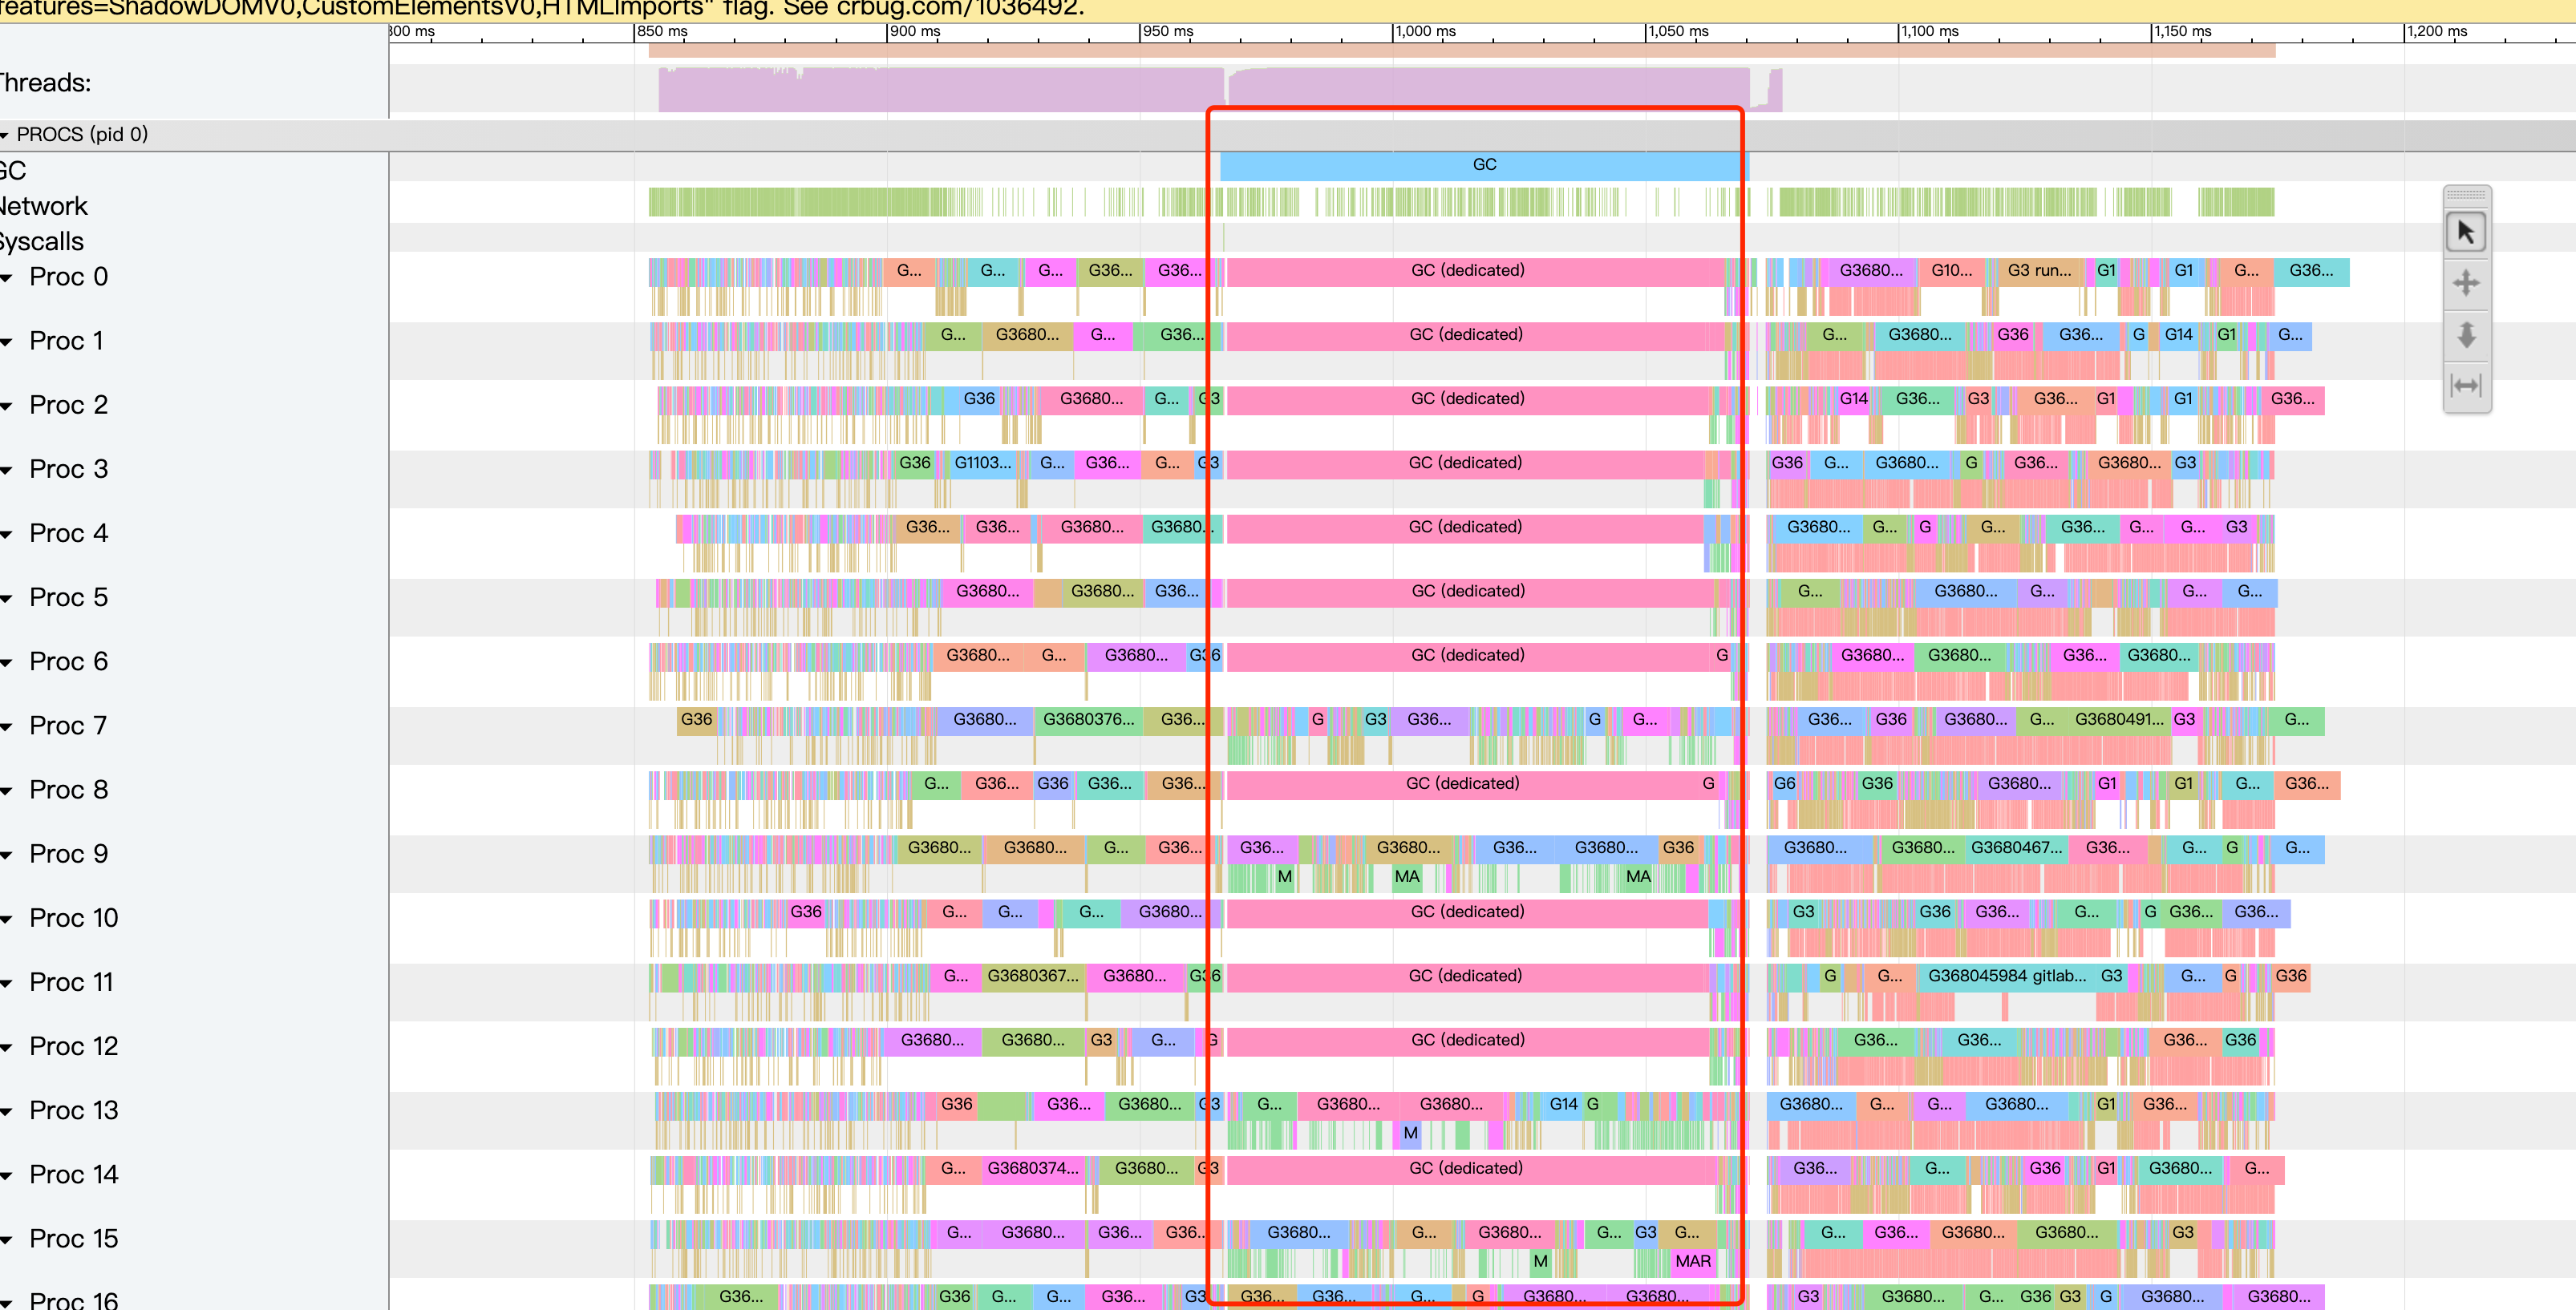 features=ShadowDOMV0,CustomElementsV0,HTMLImports" flag. See crbug.com/1036492.
800 ms 850 ms 900 ms 950 ms 1,000 ms 1,050 ms 1,100 ms 1,150 ms 1,200 ms
Threads:
PROCS (pid 0)
GC GC
Network
Syscalls
Proc 0 G... G... G... G36... G36... GC (dedicated) G3680... G10... G3 run... G1 G1 G... G36...
Proc 1 G... G3680... G... G36... GC (dedicated) G... G3680... G36 G36... G G14 G1 G...
Proc 2 G36 G3680... G... G3 GC (dedicated) G14 G36... G3 G36... G1 G1 G36...
Proc 3 G36 G1103... G... G36... G... G3 GC (dedicated) G36 G... G3680... G G36... G3680... G3
Proc 4 G36... G36... G3680... G3680... GC (dedicated) G3680... G... G G... G36... G... G... G3
Proc 5 G3680... G3680... G36... GC (dedicated) G... G3680... G... G... G...
Proc 6 G3680... G... G3680... G36 GC (dedicated) G G3680... G3680... G36... G3680...
Proc 7 G36 G3680... G3680376... G36... G G3 G36... G G... G36... G36 G3680... G... G3680491... G3 G...
Proc 8 G... G36... G36 G36... G36... GC (dedicated) G G6 G36 G3680... G1 G1 G... G36...
Proc 9 G3680... G3680... G... G36... G36... G3680... G36... G3680... G36 G3680... G3680... G3680467... G36... G... G G...
M MA MA
Proc 10 G36 G... G... G... G3680... GC (dedicated) G3 G36 G36... G... G G36... G36...
Proc 11 G... G3680367... G3680... G36 GC (dedicated) G G... G368045984 gitlab... G3 G... G G36
Proc 12 G3680... G3680... G3 G... G GC (dedicated) G36... G36... G36... G36
Proc 13 G36 G36... G3680... G3 G... G3680... G3680... G14 G G3680... G... G... G3680... G1 G36...
M
Proc 14 G... G3680374... G3680... G3 GC (dedicated) G36... G... G36 G1 G3680... G...
Proc 15 G... G3680... G36... G36... G3680... G... G3680... G... G3 G... G... G36... G3680... G3680... G3
M MAR
Proc 16 G36... G36 G... G... G36... G3 G36... G36... G... G G3680... G3680... G3 G3680... G... G36 G3 G G3680... G3680...